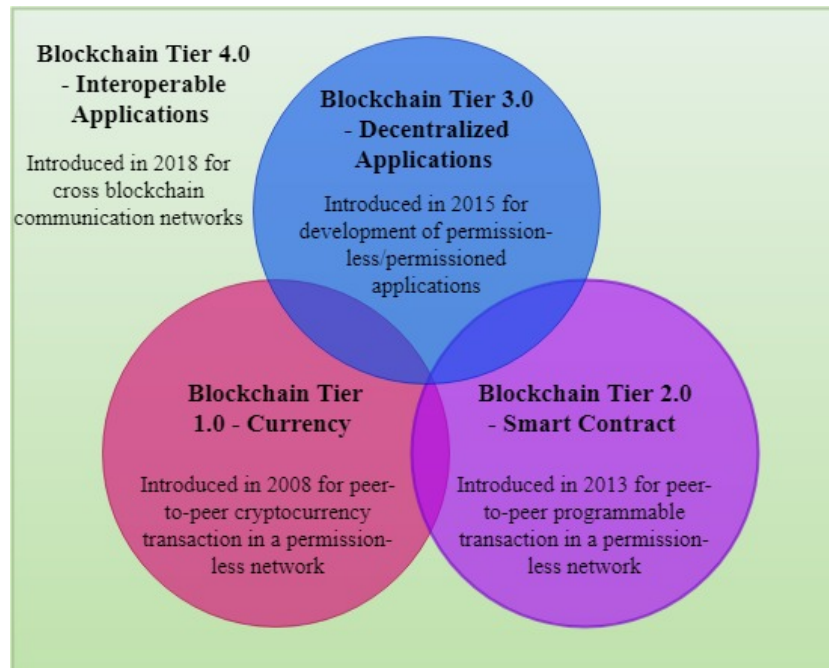 Blockchain Tier 4.0
- Interoperable
Applications
Introduced in 2018 for
cross blockchain
communication networks
Blockchain Tier 3.0
- Decentralized
Applications
Introduced in 2015 for
development of permission-
less/permissioned
applications
Blockchain Tier
1.0 - Currency
Introduced in 2008 for peer-
to-peer cryptocurrency
transaction in a permission-
less network
Blockchain Tier 2.0
- Smart Contract
Introduced in 2013 for peer-
to-peer programmable
transaction in a permission-
less network